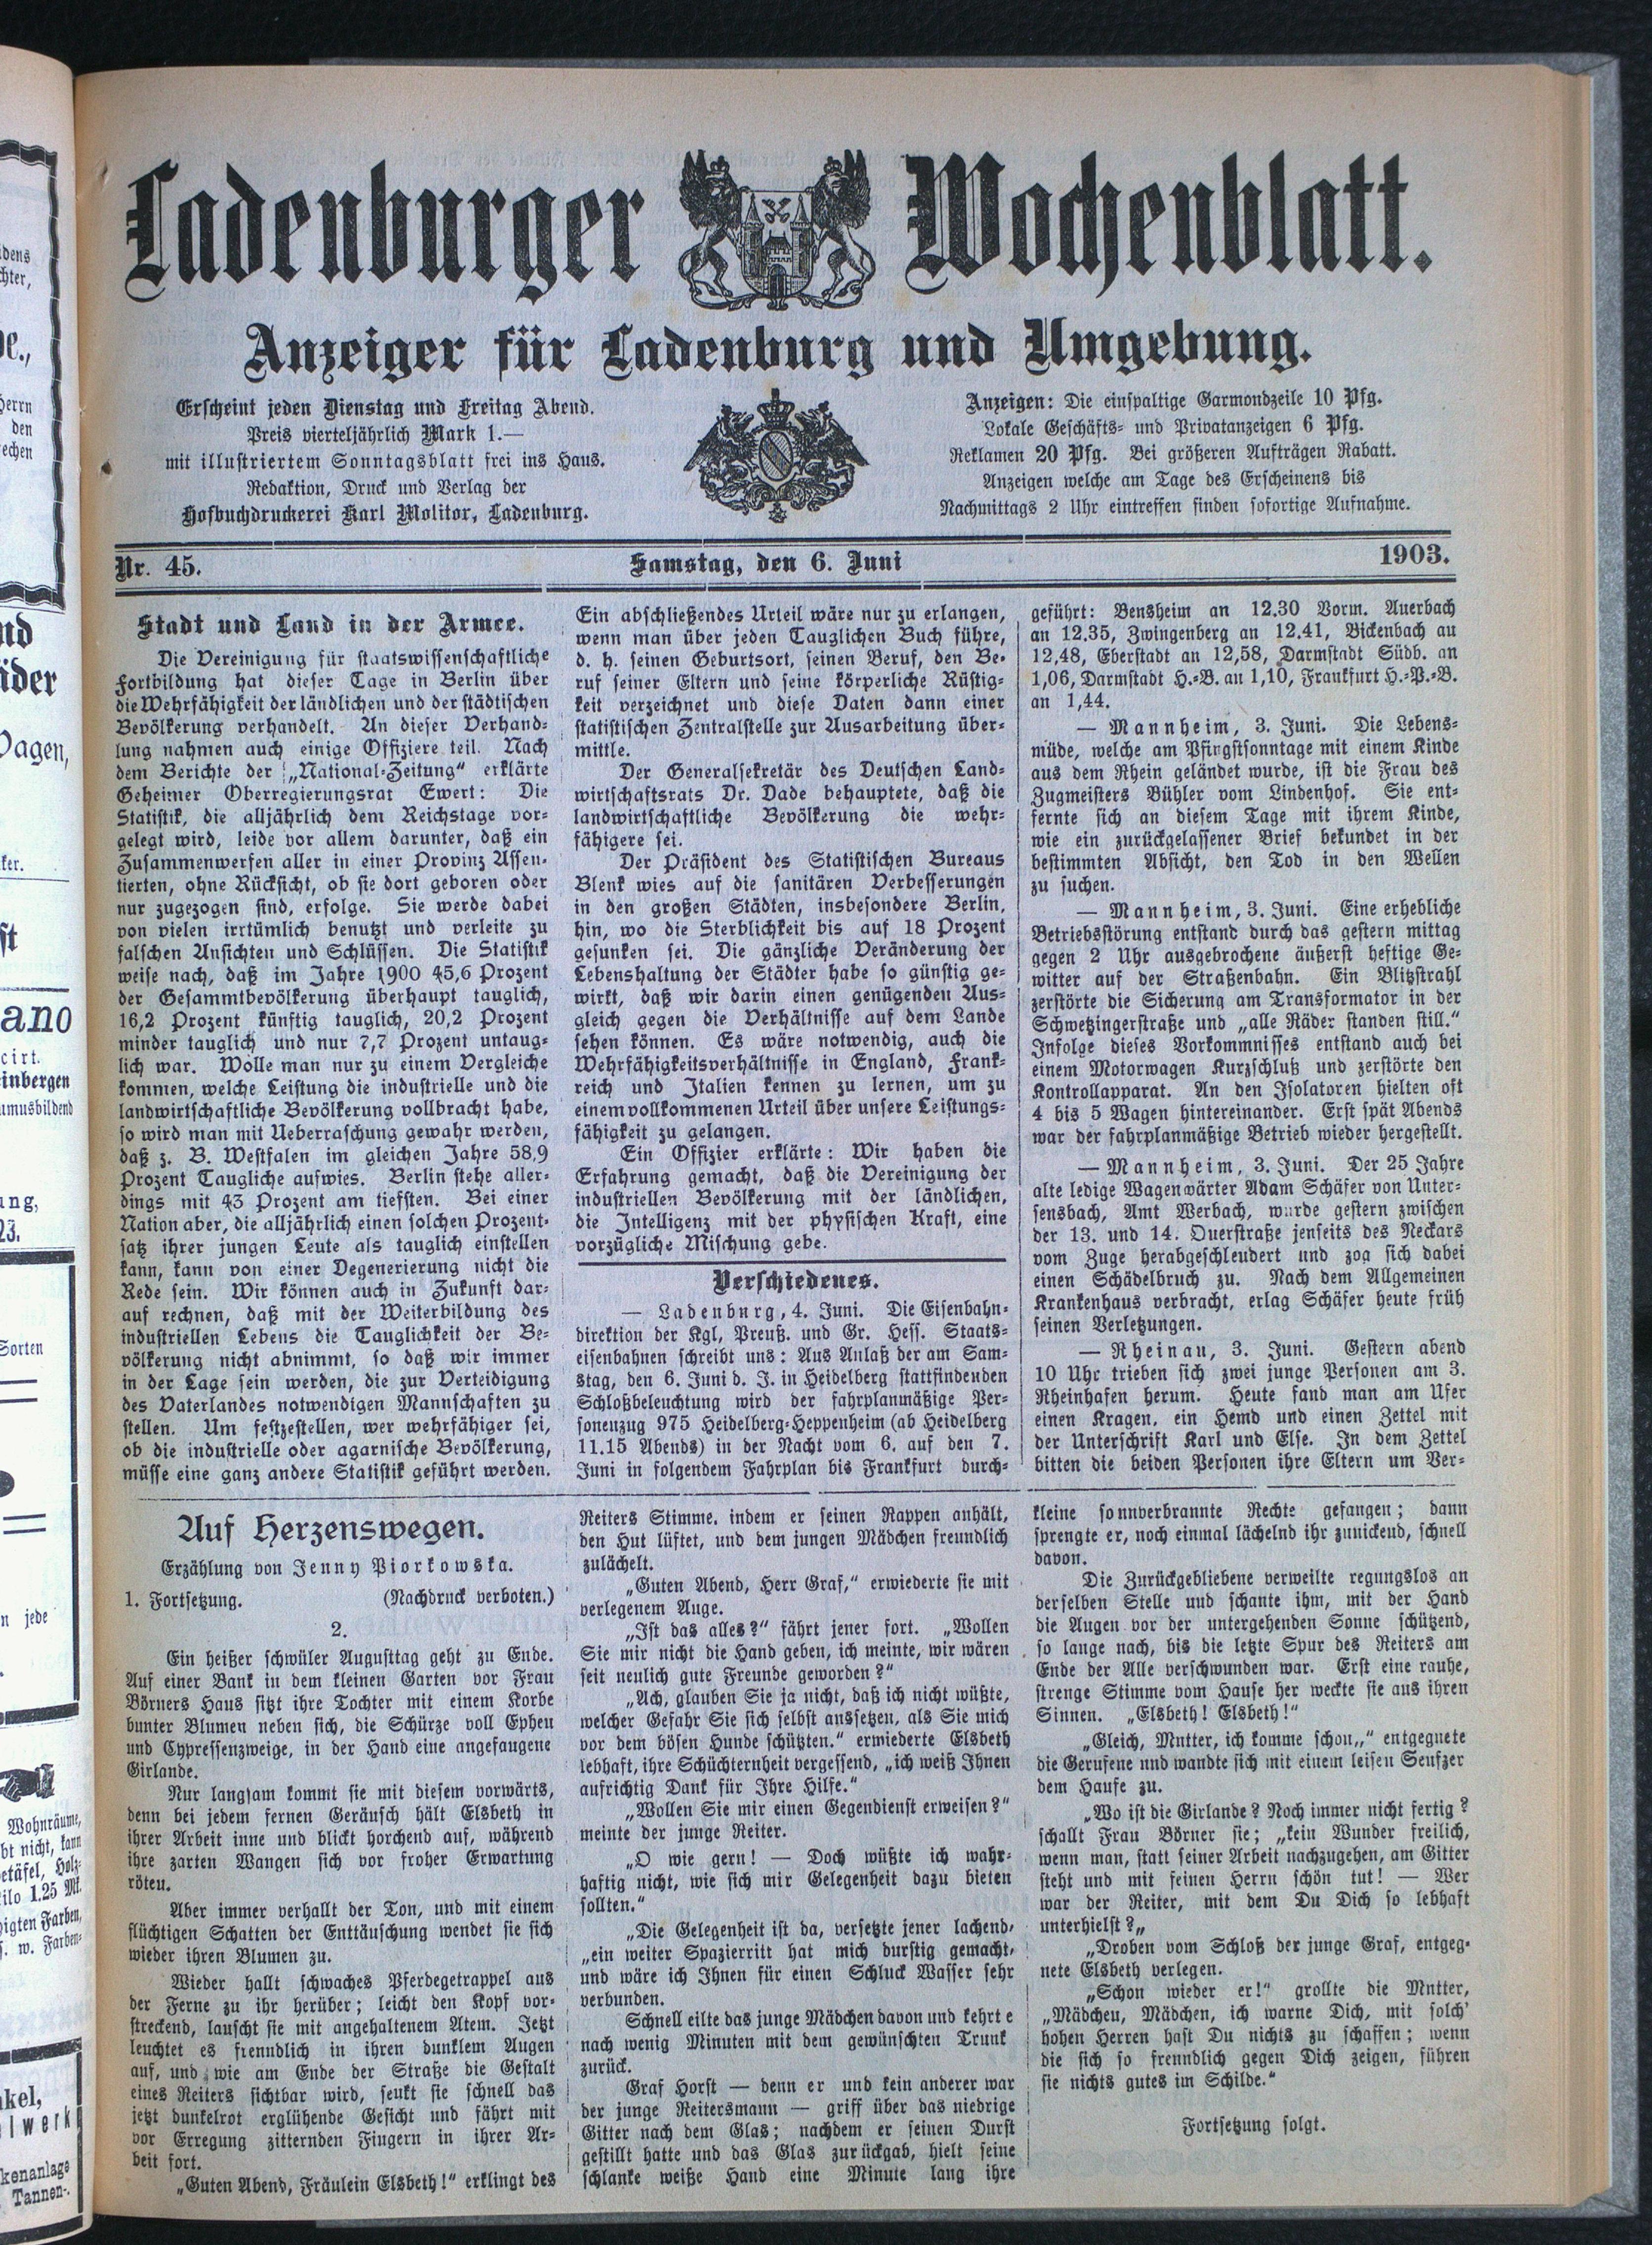 Ladenburger Wochenblatt.
Anzeiger für Ladenburg und Umgebung.
Erscheint jeden Dienstag und Freitag Abend.
Preis vierteljährlich Mark 1.—
mit illustriertem Sonntagsblatt frei ins Haus.
Redaktion, Druck und Verlag der
Hofbuchdruckerei Karl Molitor, Ladenburg.
Anzeigen: Die einspaltige Garmondzeile 10 Pfg.
Lokale Geschäfts- und Privatanzeigen 6 Pfg.
Reklamen 20 Pfg. Bei größeren Aufträgen Rabatt.
Anzeigen welche am Tage des Erscheinens bis
Nachmittags 2 Uhr eintreffen finden sofortige Aufnahme.
Nr. 45.
Samstag, den 6. Juni
1903.
Stadt und Land in der Armee.
Die Vereinigung für staatswissenschaftliche
Fortbildung hat dieser Tage in Berlin über
die Wehrfähigkeit der ländlichen und der städtischen
Bevölkerung verhandelt. An dieser Verhand-
lung nahmen auch einige Offiziere teil. Nach
dem Berichte der „National-Zeitung“ erklärte
Geheimer Oberregierungsrat Ewert: Die
Statistik, die alljährlich dem Reichstage vor-
gelegt wird, leide vor allem darunter, daß ein
Zusammenwerfen aller in einer Provinz Assen-
tierten, ohne Rücksicht, ob sie dort geboren oder
nur zugezogen sind, erfolge. Sie werde dabei
von vielen irrtümlich benutzt und verleite zu
falschen Ansichten und Schlüssen. Die Statistik
weise nach, daß im Jahre 1900 45,6 Prozent
der Gesammtbevölkerung überhaupt tauglich,
16,2 Prozent künftig tauglich, 20,2 Prozent
minder tauglich und nur 7,7 Prozent untaug-
lich war. Wolle man nur zu einem Vergleiche
kommen, welche Leistung die industrielle und die
landwirtschaftliche Bevölkerung vollbracht habe,
so wird man mit Ueberraschung gewahr werden,
daß z. B. Westfalen im gleichen Jahre 58,9
Prozent Taugliche aufwies. Berlin stehe aller-
dings mit 43 Prozent am tiefsten. Bei einer
Nation aber, die alljährlich einen solchen Prozent-
satz ihrer jungen Leute als tauglich einstellen
kann, kann von einer Degenerierung nicht die
Rede sein. Wir können auch in Zukunft dar-
auf rechnen, daß mit der Weiterbildung des
industriellen Lebens die Tauglichkeit der Be-
völkerung nicht abnimmt, so daß wir immer
in der Lage sein werden, die zur Verteidigung
des Vaterlandes notwendigen Mannschaften zu
stellen. Um festzestellen, wer wehrfähiger sei,
ob die industrielle oder agarnische Bevölkerung,
müsse eine ganz andere Statistik geführt werden.
Ein abschließendes Urteil wäre nur zu erlangen,
wenn man über jeden Tauglichen Buch führe,
d. h. seinen Geburtsort, seinen Beruf, den Be-
ruf seiner Eltern und seine körperliche Rüstig-
keit verzeichnet und diese Daten dann einer
statistischen Zentralstelle zur Ausarbeitung über-
mittle.
Der Generalsekretär des Deutschen Land-
wirtschaftsrats Dr. Dade behauptete, daß die
landwirtschaftliche Bevölkerung die wehr-
fähigere sei.
Der Präsident des Statistischen Bureaus
Blenk wies auf die sanitären Verbesserungen
in den großen Städten, insbesondere Berlin,
hin, wo die Sterblichkeit bis auf 18 Prozent
gesunken sei. Die gänzliche Veränderung der
Lebenshaltung der Städter habe so günstig ge-
wirkt, daß wir darin einen genügenden Aus-
gleich gegen die Verhältnisse auf dem Lande
sehen können. Es wäre notwendig, auch die
Wehrfähigkeitsverhältnisse in England, Frank-
reich und Italien kennen zu lernen, um zu
einem vollkommenen Urteil über unsere Leistungs-
fähigkeit zu gelangen.
Ein Offizier erklärte: Wir haben die
Erfahrung gemacht, daß die Vereinigung der
industriellen Bevölkerung mit der ländlichen,
die Intelligenz mit der physischen Kraft, eine
vorzügliche Mischung gebe.
Verschiedenes.
— Ladenburg, 4. Juni. Die Eisenbahn-
direktion der Kgl, Preuß. und Gr. Hess. Staats-
eisenbahnen schreibt uns: Aus Anlaß der am Sam-
stag, den 6. Juni d. J. in Heidelberg stattfindenden
Schloßbeleuchtung wird der fahrplanmäßige Per-
sonenzug 975 Heidelberg-Heppenheim (ab Heidelberg
11.15 Abends) in der Nacht vom 6. auf den 7.
Juni in folgendem Fahrplan bis Frankfurt durch-
geführt: Bensheim an 12.30 Vorm. Auerbach
an 12.35, Zwingenberg an 12.41, Bickenbach an
12,48, Eberstadt an 12,58, Darmstadt Südb. an
1,06, Darmstadt H.-B. an 1,10, Frankfurt H.-P.-B.
an 1,44.
— Mannheim, 3. Juni. Die Lebens-
müde, welche am Pfingstsonntage mit einem Kinde
aus dem Rhein geländet wurde, ist die Frau des
Zugmeisters Bühler vom Lindenhof. Sie ent-
fernte sich an diesem Tage mit ihrem Kinde,
wie ein zurückgelassener Brief bekundet in der
bestimmten Absicht, den Tod in den Wellen
zu suchen.
— Mannheim, 3. Juni. Eine erhebliche
Betriebsstörung entstand durch das gestern mittag
gegen 2 Uhr ausgebrochene äußerst heftige Ge-
witter auf der Straßenbahn. Ein Blitzstrahl
zerstörte die Sicherung am Transformator in der
Schwetzingerstraße und „alle Räder standen still.“
Infolge dieses Vorkommnisses entstand auch bei
einem Motorwagen Kurzschluß und zerstörte den
Kontrollapparat. An den Isolatoren hielten oft
4 bis 5 Wagen hintereinander. Erst spät Abends
war der fahrplanmäßige Betrieb wieder hergestellt.
— Mannheim, 3. Juni. Der 25 Jahre
alte ledige Wagenwärter Adam Schäfer von Unter-
sensbach, Amt Werbach, wurde gestern zwischen
der 13. und 14. Querstraße jenseits des Neckars
vom Zuge herabgeschleudert und zog sich dabei
einen Schädelbruch zu. Nach dem Allgemeinen
Krankenhaus verbracht, erlag Schäfer heute früh
seinen Verletzungen.
— Rheinau, 3. Juni. Gestern abend
10 Uhr trieben sich zwei junge Personen am 3.
Rheinhafen herum. Heute fand man am Ufer
einen Kragen, ein Hemd und einen Zettel mit
der Unterschrift Karl und Else. In dem Zettel
bitten die beiden Personen ihre Eltern um Ver-
Auf Herzenswegen.
Erzählung von Jenny Piorkowska.
1. Fortsetzung. (Nachdruck verboten.)
2.
Ein heißer schwüler Augusttag geht zu Ende.
Auf einer Bank in dem kleinen Garten vor Frau
Börners Haus sitzt ihre Tochter mit einem Korbe
bunter Blumen neben sich, die Schürze voll Epheu
und Cypressenzweige, in der Hand eine angefangene
Girlande.
Nur langsam kommt sie mit diesem vorwärts,
denn bei jedem fernen Geräusch hält Elsbeth in
ihrer Arbeit inne und blickt horchend auf, während
ihre zarten Wangen sich vor froher Erwartung
röten.
Aber immer verhallt der Ton, und mit einem
flüchtigen Schatten der Enttäuschung wendet sie sich
wieder ihren Blumen zu.
Wieder hallt schwaches Pferdegetrappel aus
der Ferne zu ihr herüber; leicht den Kopf vor-
streckend, lauscht sie mit angehaltenem Atem. Jetzt
leuchtet es freundlich in ihren dunklem Augen
auf, und wie am Ende der Straße die Gestalt
eines Reiters sichtbar wird, senkt sie schnell das
jetzt dunkelrot erglühende Gesicht und fährt mit
vor Erregung zitternden Fingern in ihrer Ar-
beit fort.
„Guten Abend, Fräulein Elsbeth!“ erklingt des
Reiters Stimme. indem er seinen Rappen anhält,
den Hut lüftet, und dem jungen Mädchen freundlich
zulächelt.
„Guten Abend, Herr Graf,“ erwiederte sie mit
verlegenem Auge.
„Ist das alles?“ fährt jener fort. „Wollen
Sie mir nicht die Hand geben, ich meinte, wir wären
seit neulich gute Freunde geworden?“
„Ach, glauben Sie ja nicht, daß ich nicht wüßte,
welcher Gefahr Sie sich selbst aussetzen, als Sie mich
vor dem bösen Hunde schützten.“ erwiederte Elsbeth
lebhaft, ihre Schüchternheit vergessend, „ich weiß Ihnen
aufrichtig Dank für Ihre Hilfe.“
„Wollen Sie mir einen Gegendienst erweisen?“
meinte der junge Reiter.
„O wie gern! — Doch wüßte ich wahr-
haftig nicht, wie sich mir Gelegenheit dazu bieten
sollten.“
„Die Gelegenheit ist da, versetzte jener lachend,
„ein weiter Spazierritt hat mich durstig gemacht,
und wäre ich Ihnen für einen Schluck Wasser sehr
verbunden.
Schnell eilte das junge Mädchen davon und kehrte
nach wenig Minuten mit dem gewünschten Trunk
zurück.
Graf Horst — denn er und kein anderer war
der junge Reitersmann — griff über das niedrige
Gitter nach dem Glas; nachdem er seinen Durst
gestillt hatte und das Glas zurückgab, hielt seine
schlanke weiße Hand eine Minute lang ihre
kleine sonnverbrannte Rechte gefangen; dann
sprengte er, noch einmal lächelnd ihr zunickend, schnell
davon.
Die Zurückgebliebene verweilte regungslos an
derselben Stelle und schaute ihm, mit der Hand
die Augen vor der untergehenden Sonne schützend,
so lange nach, bis die letzte Spur des Reiters am
Ende der Alle verschwunden war. Erst eine rauhe,
strenge Stimme vom Hause her weckte sie aus ihren
Sinnen. „Elsbeth! Elsbeth!“
„Gleich, Mutter, ich komme schon,„ entgegnete
die Gerufene und wandte sich mit einem leisen Seufzer
dem Hause zu.
„Wo ist die Girlande? Noch immer nicht fertig?
schallt Frau Börner sie; „kein Wunder freilich,
wenn man, statt seiner Arbeit nachzugehen, am Gitter
steht und mit feinen Herrn schön tut! — Wer
war der Reiter, mit dem Du Dich so lebhaft
unterhielst?„
„Droben vom Schloß der junge Graf, entgeg-
nete Elsbeth verlegen.
„Schon wieder er!“ grollte die Mutter,
„Mädchen, Mädchen, ich warne Dich, mit solch'
hohen Herren hast Du nichts zu schaffen; wenn
die sich so freundlich gegen Dich zeigen, führen
sie nichts gutes im Schilde.“
Fortsetzung folgt.